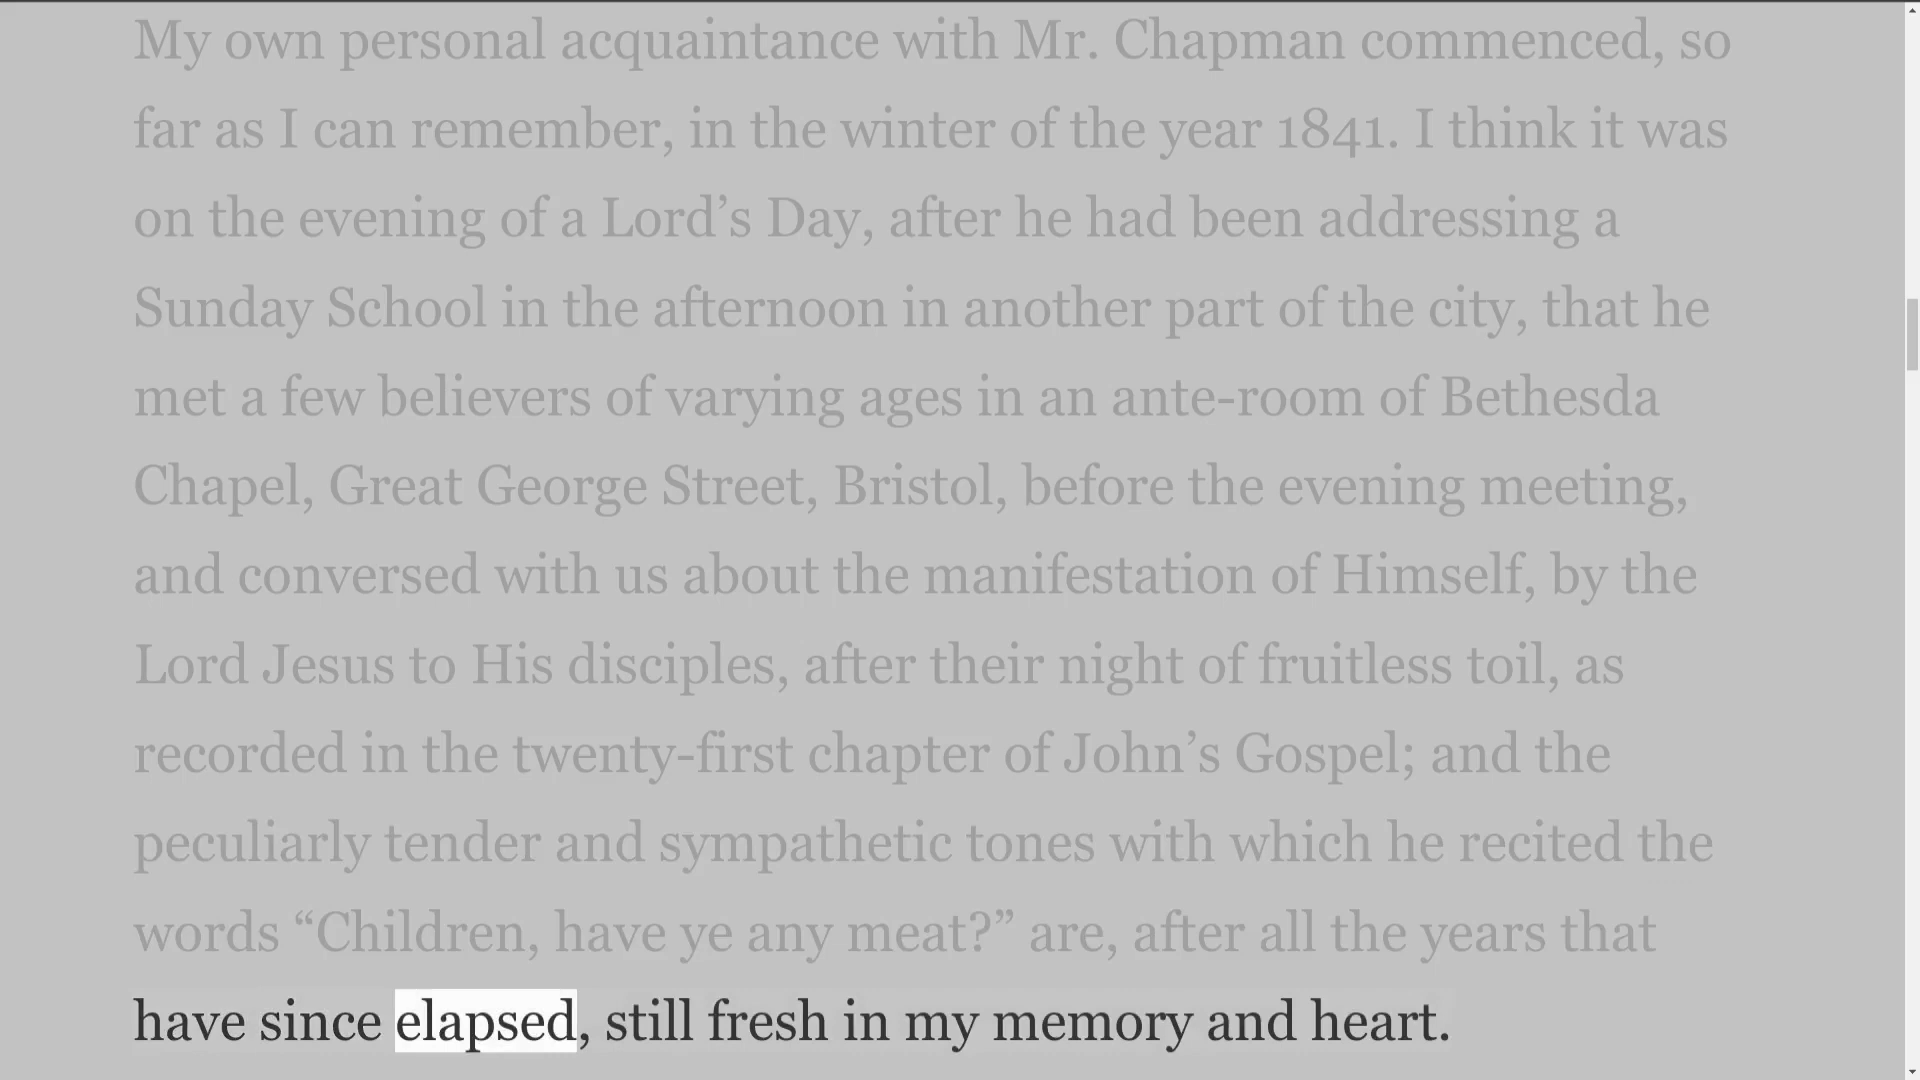 My own personal acquaintance with Mr. Chapman commenced, so
far as I can remember, in the winter of the year 1841. I think it was
on the evening of a Lord’s Day, after he had been addressing a
Sunday School in the afternoon in another part of the city, that he
met a few believers of varying ages in an ante-room of Bethesda
Chapel, Great George Street, Bristol, before the evening meeting,
and conversed with us about the manifestation of Himself, by the
Lord Jesus to His disciples, after their night of fruitless toil, as
recorded in the twenty-first chapter of John’s Gospel; and the
peculiarly tender and sympathetic tones with which he recited the
words “Children, have ye any meat?” are, after all the years that
have since elapsed, still fresh in my memory and heart.